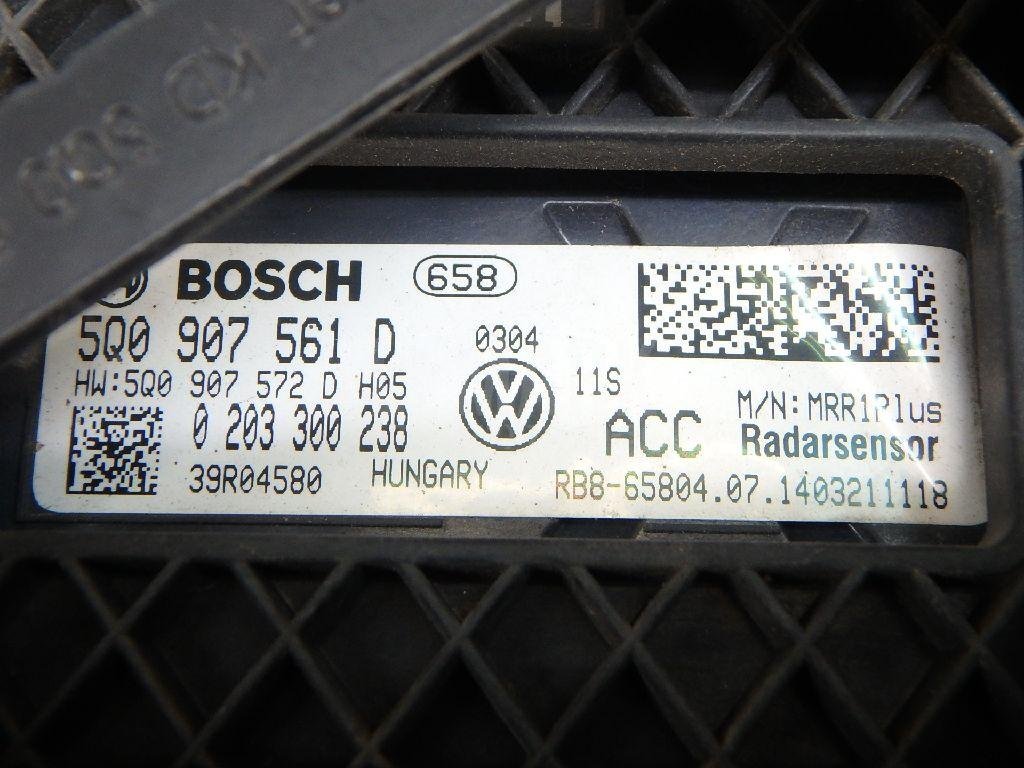 BOSCH 658
5Q0 907 561 D 0304
HW:5Q0 907 572 D H05 11S
M/N:MRR1Plus
0 203 300 238 ACC Radarsensor
39R04580 HUNGARY RB8-65804.07.1403211118